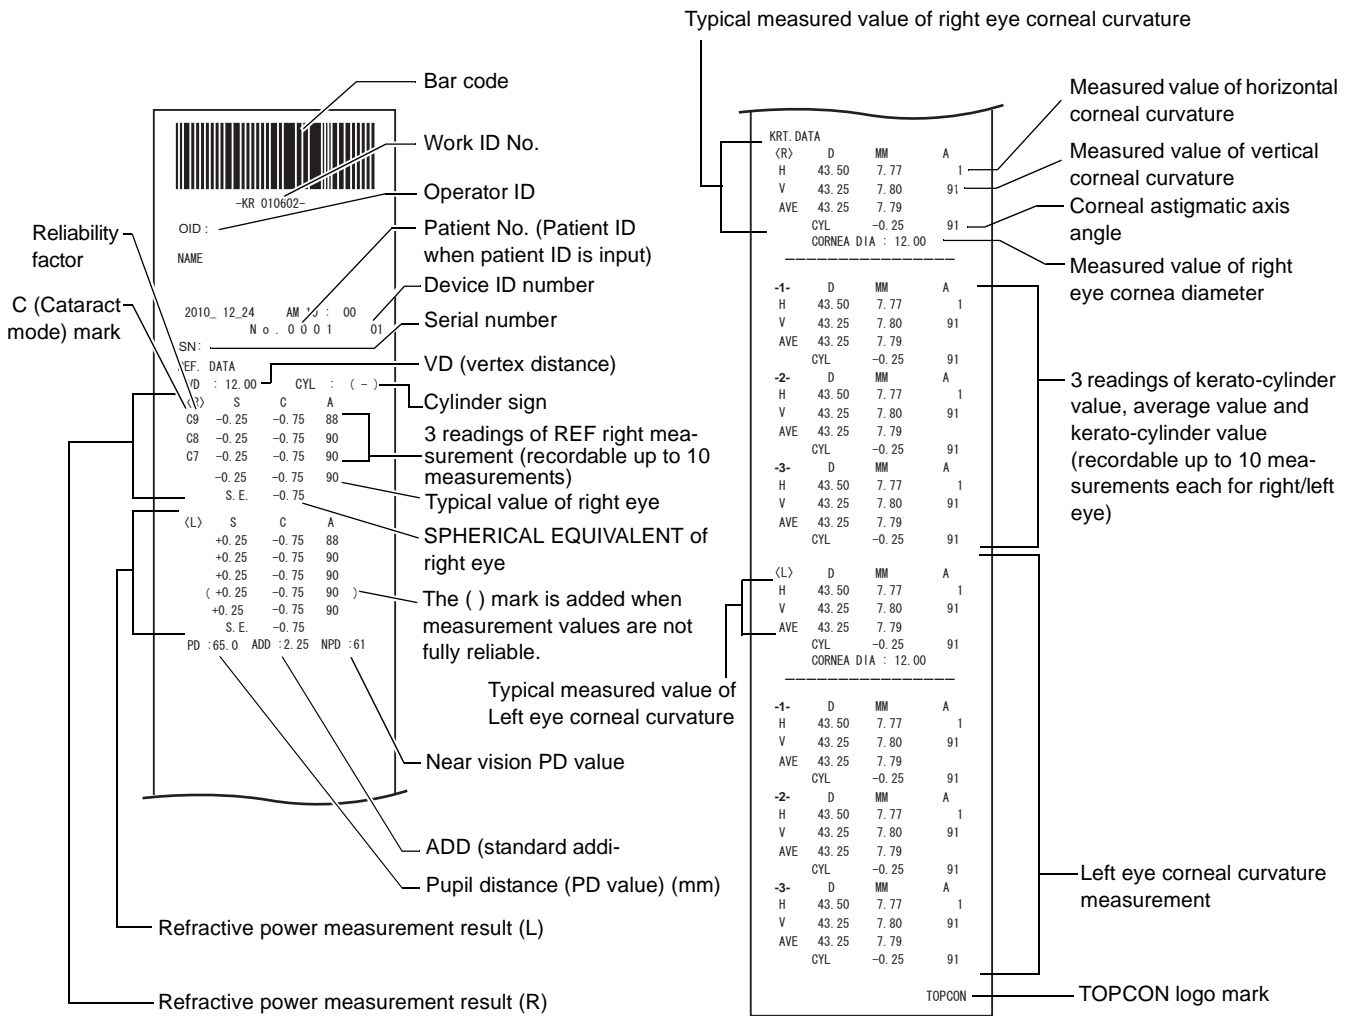 Typical measured value of right eye corneal curvature
Bar code
Work ID No.
Operator ID
Patient No. (Patient ID
when patient ID is input)
Device ID number
Serial number
VD (vertex distance)
Cylinder sign
3 readings of REF right mea-
surement (recordable up to 10
measurements)
Typical value of right eye
SPHERICAL EQUIVALENT of
right eye
The ( ) mark is added when
measurement values are not
fully reliable.
Typical measured value of
Left eye corneal curvature
Near vision PD value
ADD (standard addi-
Pupil distance (PD value) (mm)
Refractive power measurement result (L)
Refractive power measurement result (R)
Reliability
factor
C (Cataract
mode) mark
-KR 010602-
OID :
NAME
2010_ 12_24 AM 10 : 00
No. 0001 01
SN:
REF. DATA
VD : 12.00 CYL : (-)
<R> S C A
C9 -0.25 -0.75 88
C8 -0.25 -0.75 90
C7 -0.25 -0.75 90
-0.25 -0.75 90
S.E. -0.75
<L> S C A
+0.25 -0.75 88
+0.25 -0.75 90
+0.25 -0.75 90
( +0.25 -0.75 90 )
+0.25 -0.75 90
S.E. -0.75
PD :65.0 ADD :2.25 NPD :61
KRT.DATA
<R> D MM A
H 43.50 7.77 1
V 43.25 7.80 91
AVE 43.25 7.79
CYL -0.25 91
CORNEA DIA : 12.00
-1- D MM A
H 43.50 7.77 1
V 43.25 7.80 91
AVE 43.25 7.79
CYL -0.25 91
-2- D MM A
H 43.50 7.77 1
V 43.25 7.80 91
AVE 43.25 7.79
CYL -0.25 91
-3- D MM A
H 43.50 7.77 1
V 43.25 7.80 91
AVE 43.25 7.79
CYL -0.25 91
<L> D MM A
H 43.50 7.77 1
V 43.25 7.80 91
AVE 43.25 7.79
CYL -0.25 91
CORNEA DIA : 12.00
-1- D MM A
H 43.50 7.77 1
V 43.25 7.80 91
AVE 43.25 7.79
CYL -0.25 91
-2- D MM A
H 43.50 7.77 1
V 43.25 7.80 91
AVE 43.25 7.79
CYL -0.25 91
-3- D MM A
H 43.50 7.77 1
V 43.25 7.80 91
AVE 43.25 7.79
CYL -0.25 91
TOPCON
Measured value of horizontal
corneal curvature
Measured value of vertical
corneal curvature
Corneal astigmatic axis
angle
Measured value of right
eye cornea diameter
3 readings of kerato-cylinder
value, average value and
kerato-cylinder value
(recordable up to 10 mea-
surements each for right/left
eye)
Left eye corneal curvature
measurement
TOPCON logo mark